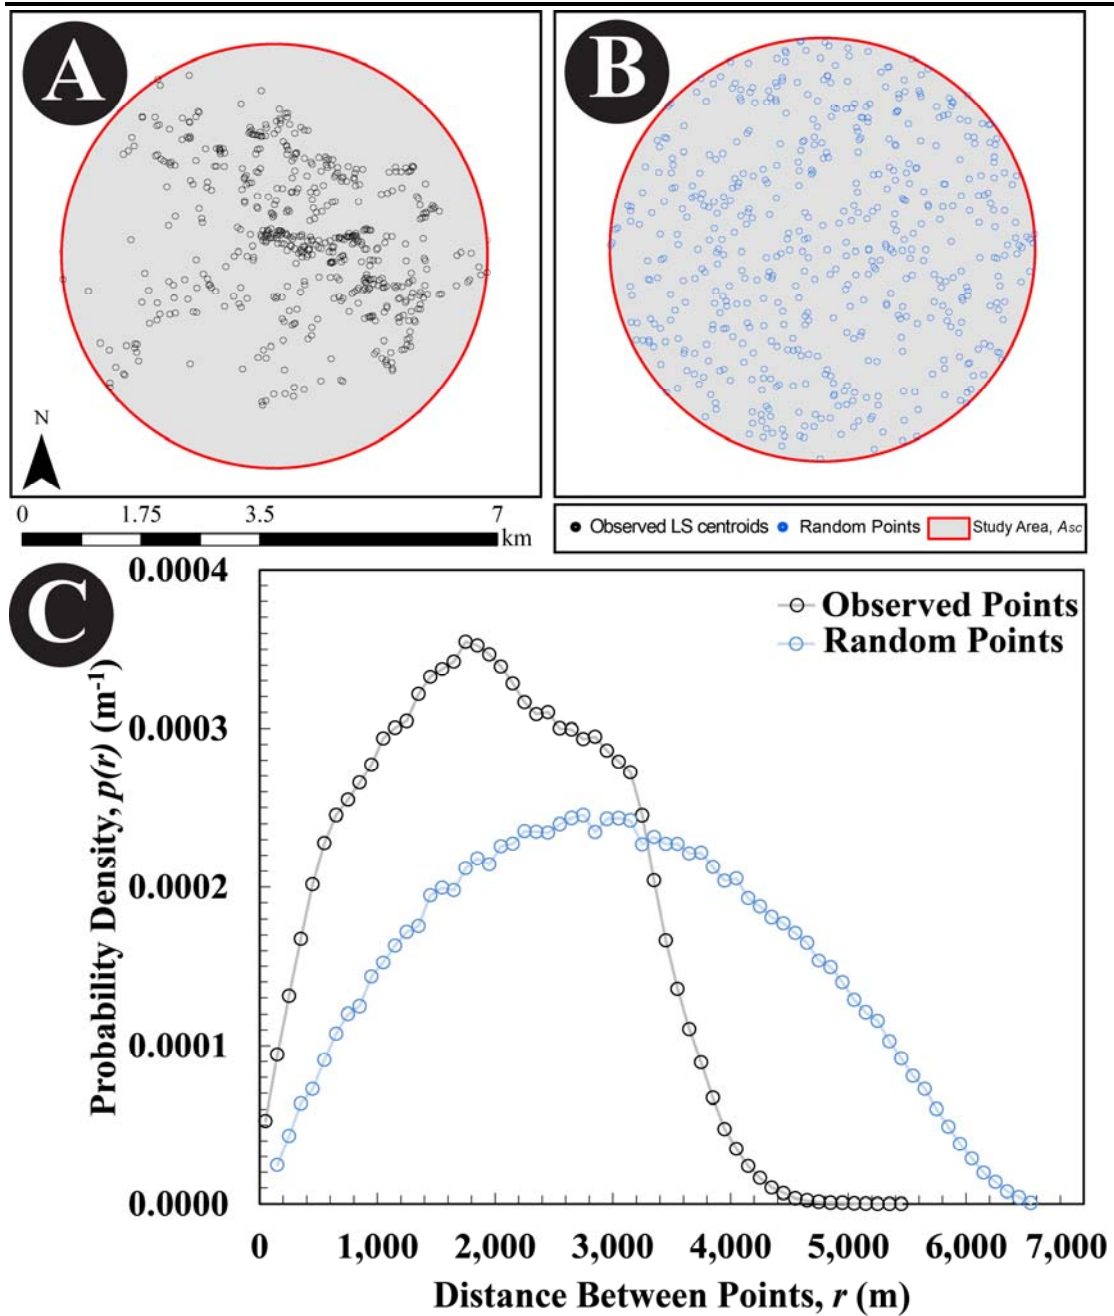 A
B
N
0 1.75 3.5 7
km
Observed LS centroids Random Points Study Area, Asc
C
Observed Points
Random Points
Probability Density, p(r) (m⁻¹)
0.0004
0.0003
0.0002
0.0001
0.0000
0 1,000 2,000 3,000 4,000 5,000 6,000 7,000
Distance Between Points, r (m)